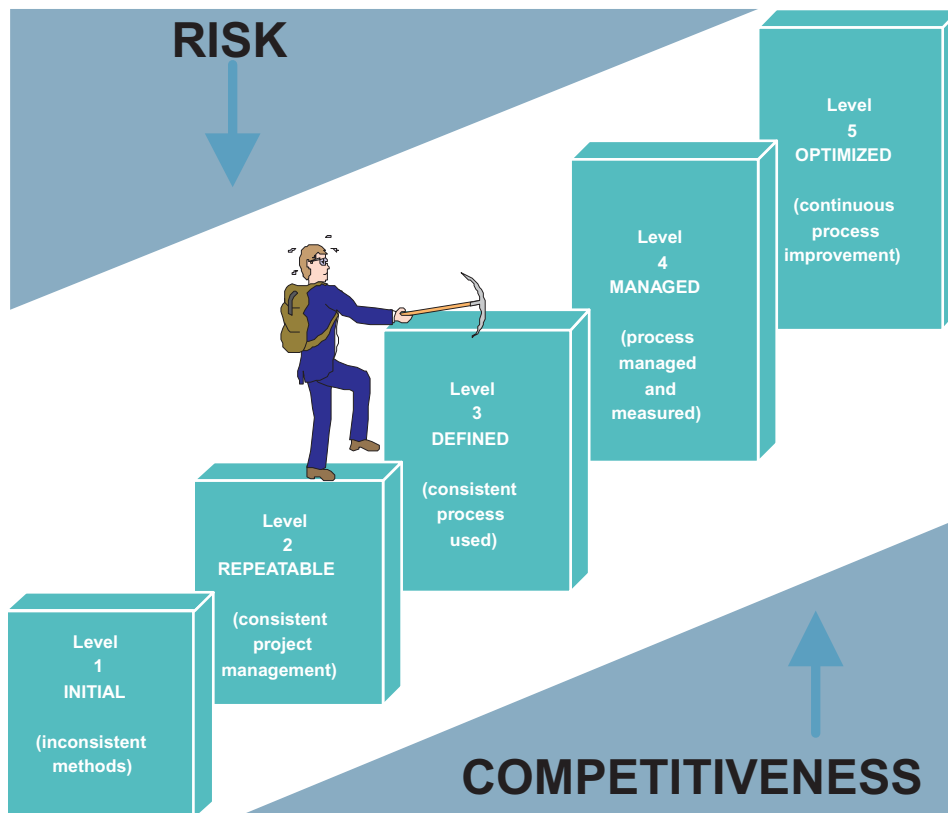 RISK
Level
1
INITIAL
(inconsistent
methods)
Level
2
REPEATABLE
(consistent
project
management)
Level
3
DEFINED
(consistent
process
used)
Level
4
MANAGED
(process
managed
and
measured)
Level
5
OPTIMIZED
(continuous
process
improvement)
COMPETITIVENESS